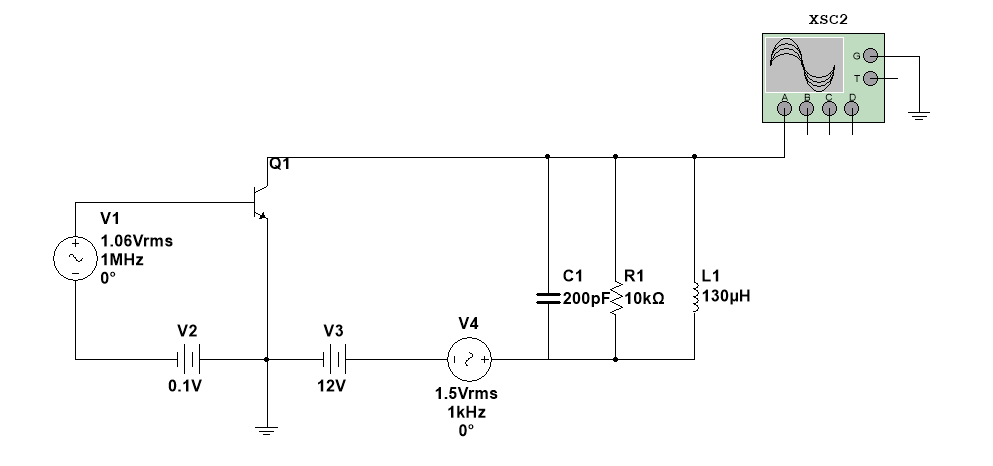 XSC2
G
T
A B C D
Q1
V1
1.06Vrms
1MHz
0°
C1
200pF
R1
10kΩ
L1
130µH
V2
0.1V
V3
12V
V4
1.5Vrms
1kHz
0°